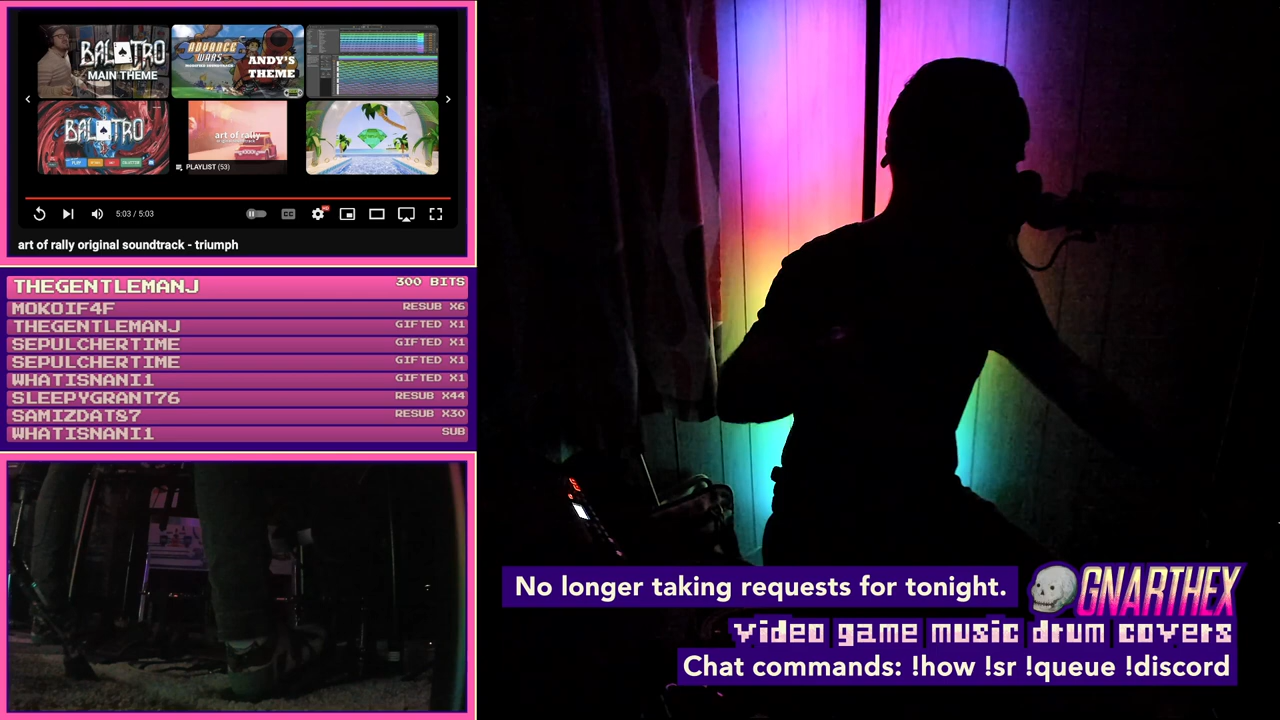 BALATRO
MAIN THEME
ADVANCE
WARS
ANDY'S
THEME
BALATRO
art of rally
PLAYLIST (53)
5:03 / 5:03
CC
HD
art of rally original soundtrack - triumph
THEGENTLEMANJ 300 BITS
MOKOIF4F RESUB X6
THEGENTLEMANJ GIFTED X1
SEPULCHERTIME GIFTED X1
SEPULCHERTIME GIFTED X1
WHATISNANI1 GIFTED X1
SLEEPYGRANT76 RESUB X44
SAMIZDAT87 RESUB X30
WHATISNANI1 SUB
No longer taking requests for tonight.
GNARTHEX
video game music drum covers
Chat commands: !how !sr !queue !discord